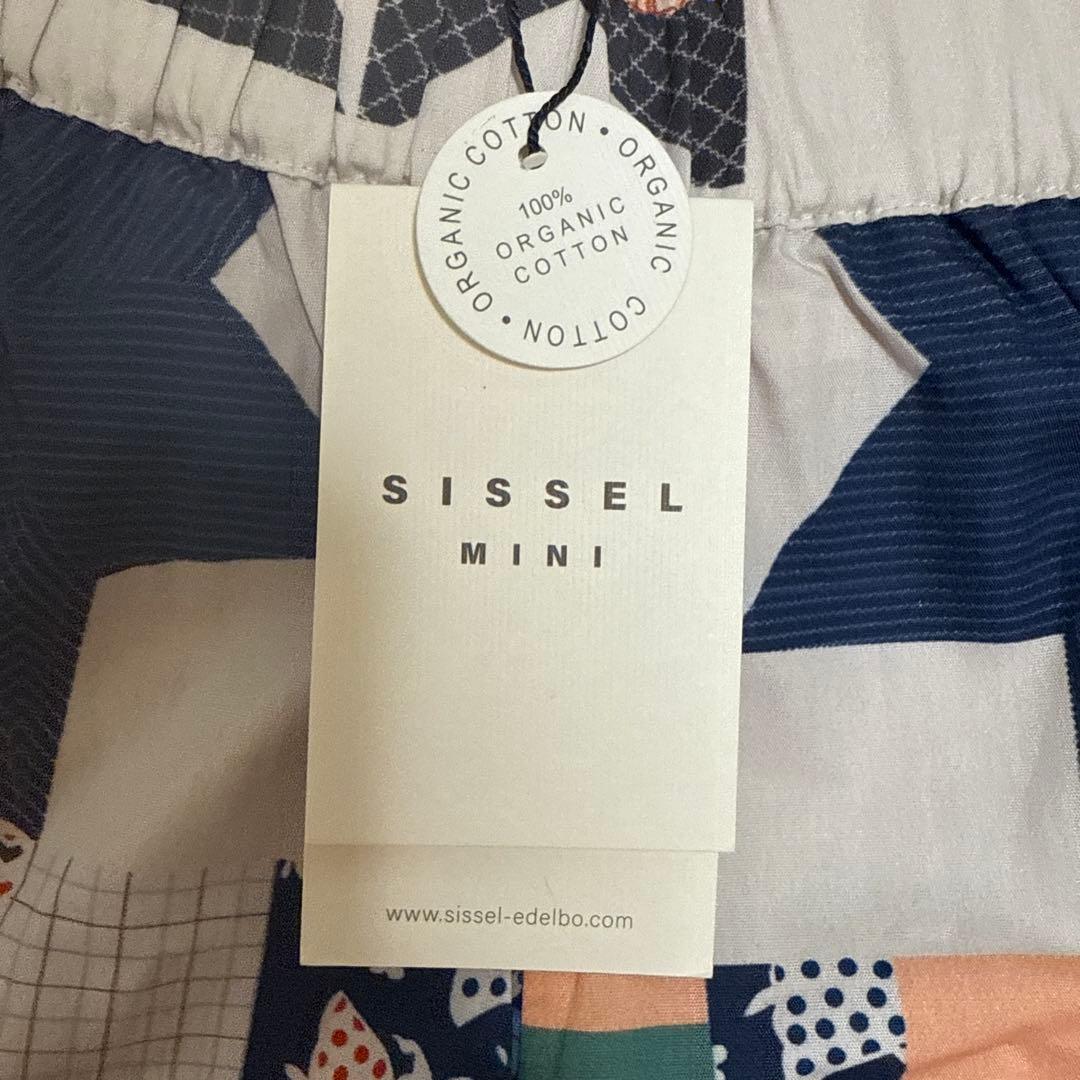 ORGANIC COTTON • ORGANIC COTTON •
100%
ORGANIC
COTTON
SISSEL
MINI
www.sissel-edelbo.com